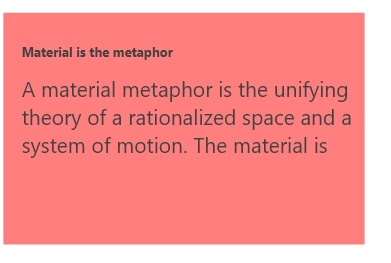 Material is the metaphor
A material metaphor is the unifying
theory of a rationalized space and a
system of motion. The material is